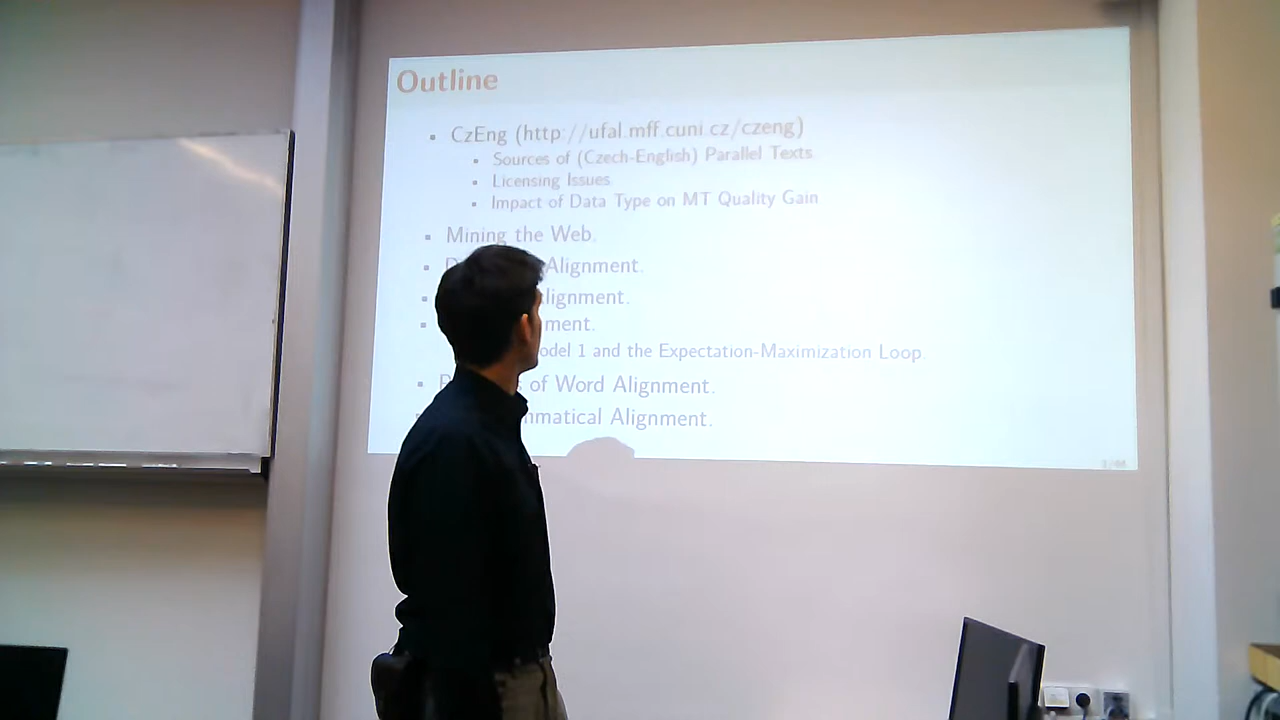 Outline
CzEng (http://ufal.mff.cuni.cz/czeng)
Sources of (Czech-English) Parallel Texts
Licensing Issues
Impact of Data Type on MT Quality Gain
Mining the Web.
Alignment.
lignment.
ment.
odel 1 and the Expectation-Maximization Loop.
of Word Alignment.
mmatical Alignment.